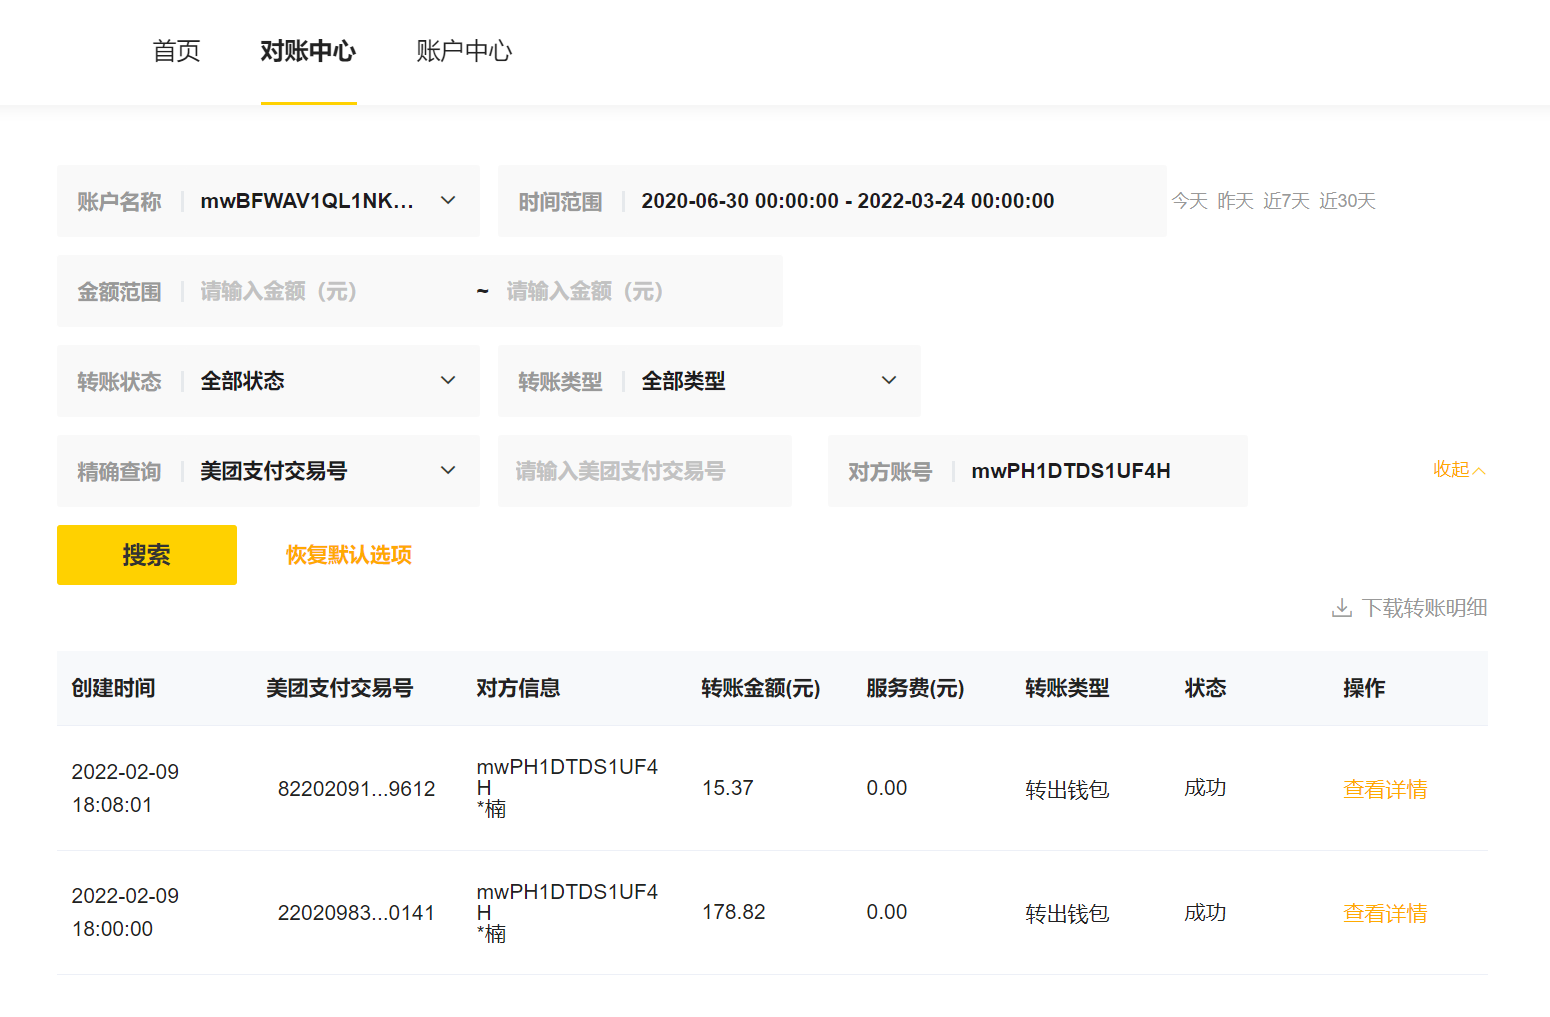 首页 对账中心 账户中心
账户名称 mwBFWAV1QL1NK... 时间范围 2020-06-30 00:00:00 - 2022-03-24 00:00:00 今天 昨天 近7天 近30天
金额范围 请输入金额（元） ~ 请输入金额（元）
转账状态 全部状态 转账类型 全部类型
精确查询 美团支付交易号 请输入美团支付交易号 对方账号 mwPH1DTDS1UF4H 收起
搜索 恢复默认选项
下载转账明细
创建时间 美团支付交易号 对方信息 转账金额(元) 服务费(元) 转账类型 状态 操作
2022-02-09
18:08:01
82202091...9612
mwPH1DTDS1UF4
H
*楠
15.37 0.00 转出钱包 成功 查看详情
2022-02-09
18:00:00
22020983...0141
mwPH1DTDS1UF4
H
*楠
178.82 0.00 转出钱包 成功 查看详情